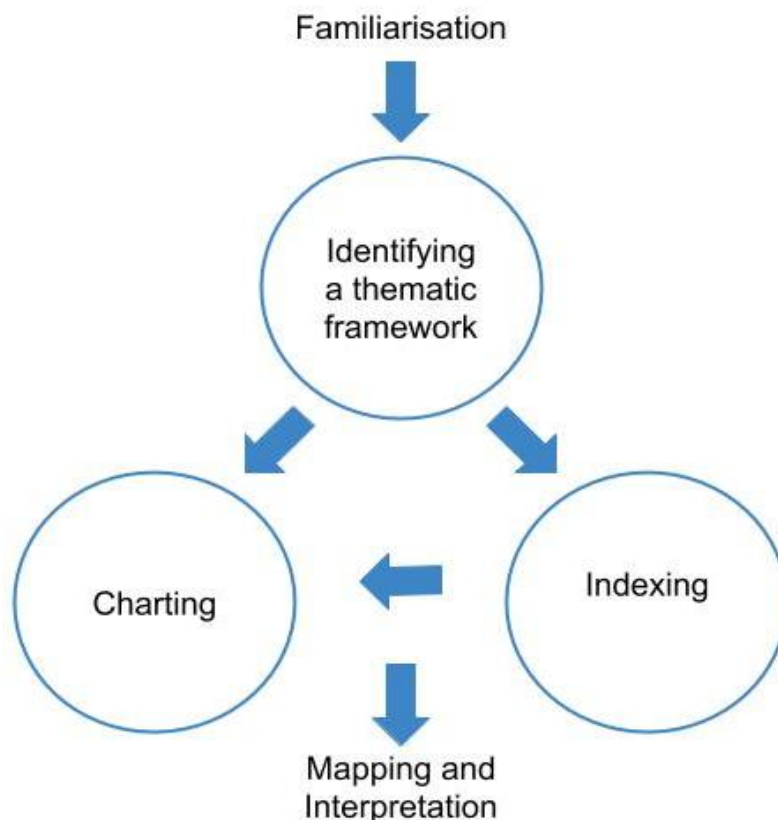 Familiarisation
Identifying
a thematic
framework
Charting
Indexing
Mapping and
Interpretation